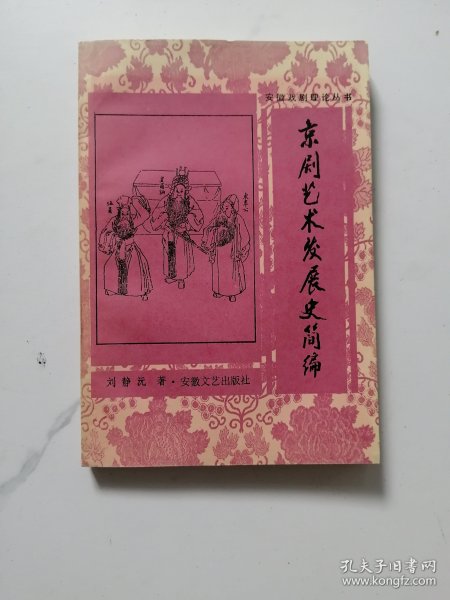 安徽戏剧理论丛书
京剧艺术发展史简编
刘静沅 著·安徽文艺出版社
孔夫子旧书网
www.kongfz.com